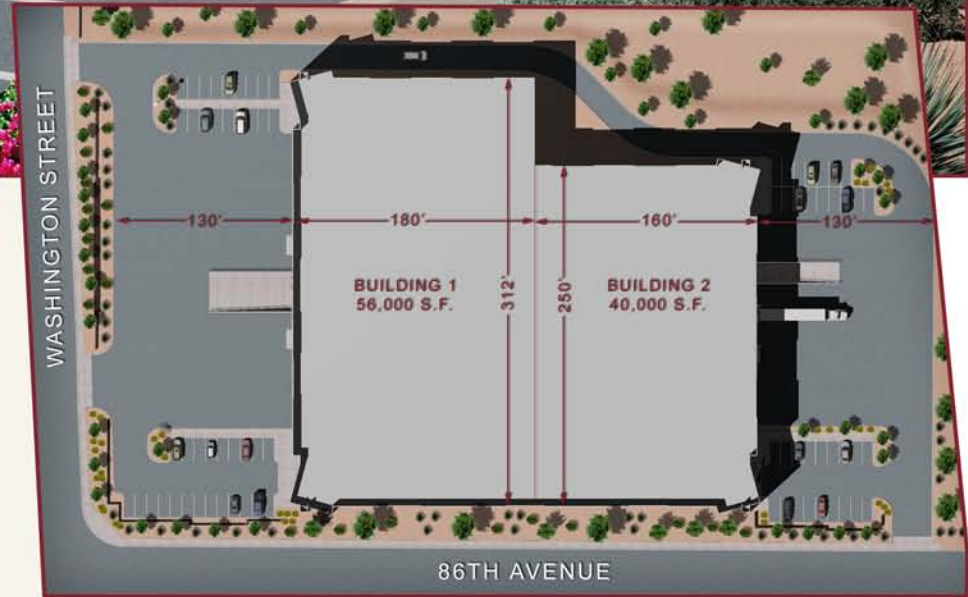 WASHINGTON STREET
130'
180'
160'
130'
BUILDING 1
56,000 S.F.
312'
250'
BUILDING 2
40,000 S.F.
86TH AVENUE